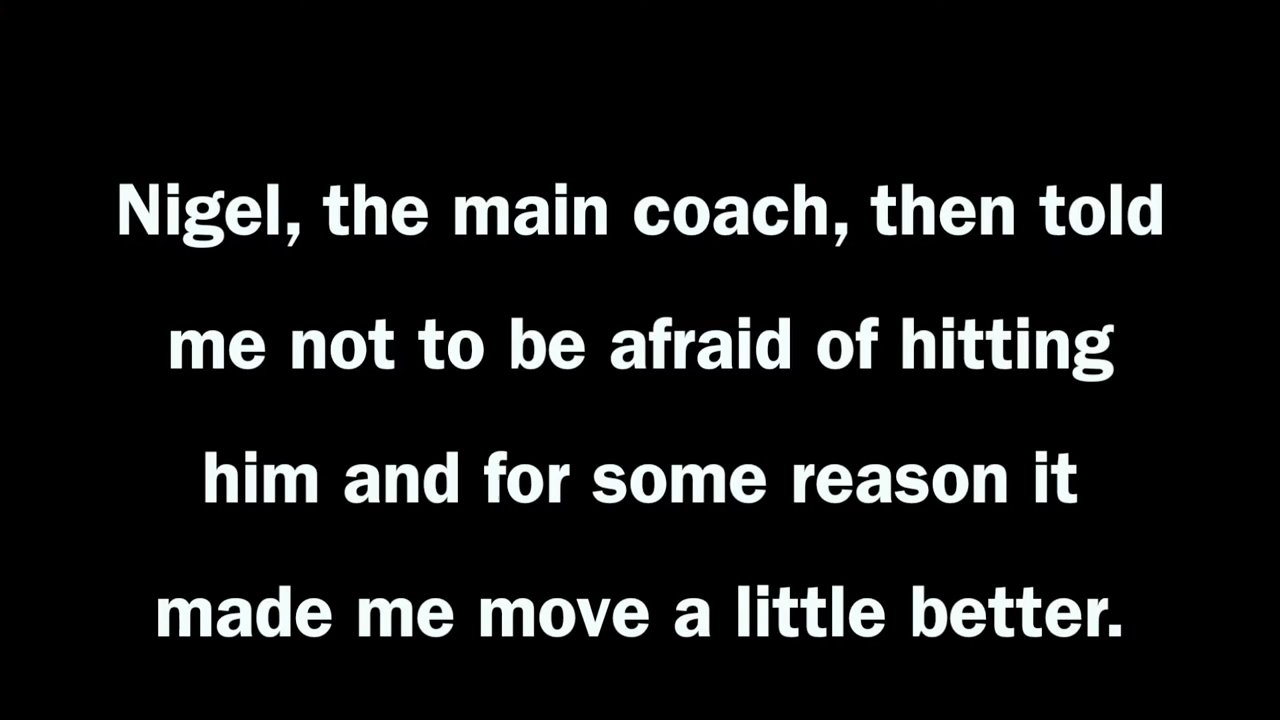 Nigel, the main coach, then told
me not to be afraid of hitting
him and for some reason it
made me move a little better.